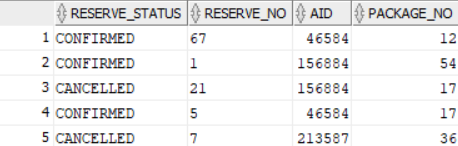 RESERVE_STATUS RESERVE_NO AID PACKAGE_NO
1 CONFIRMED 67 46584 12
2 CONFIRMED 1 156884 54
3 CANCELLED 21 156884 17
4 CONFIRMED 5 46584 17
5 CANCELLED 7 213587 36